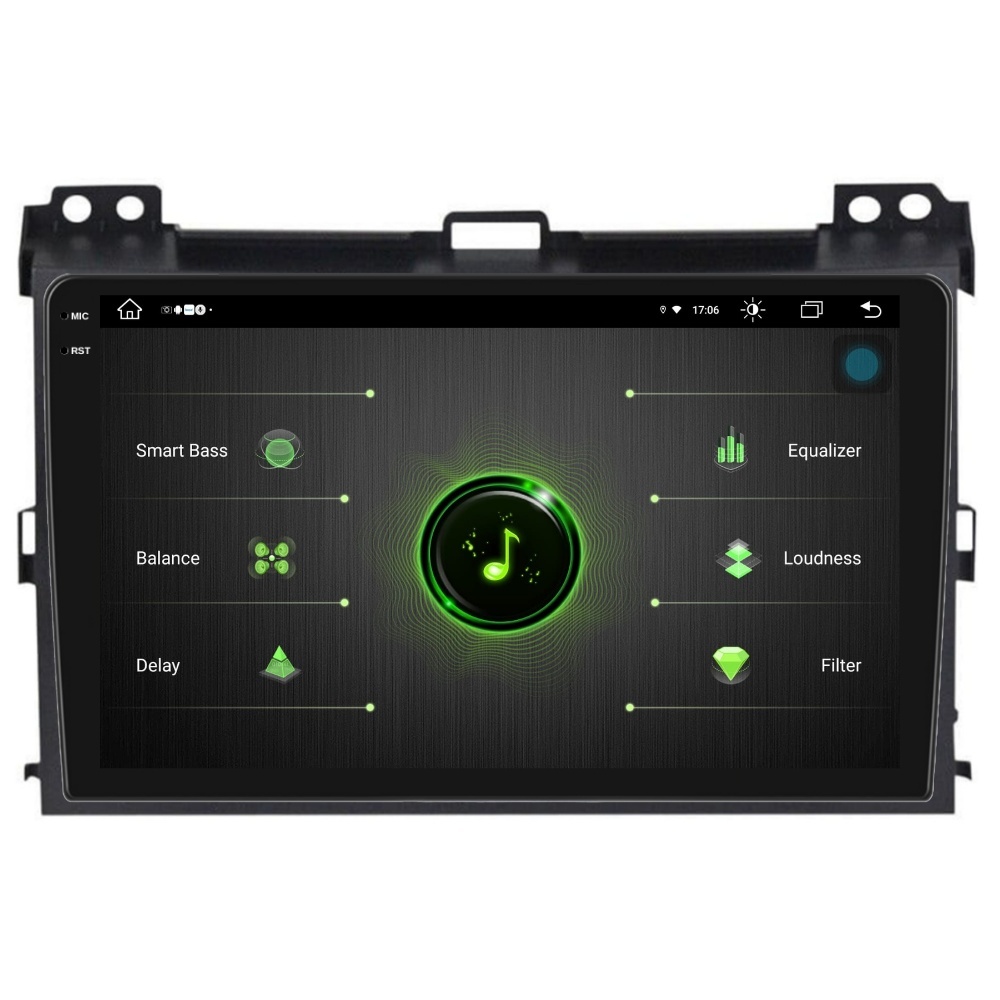 17:06
MIC
RST
Smart Bass
Equalizer
Balance
Loudness
Delay
Filter